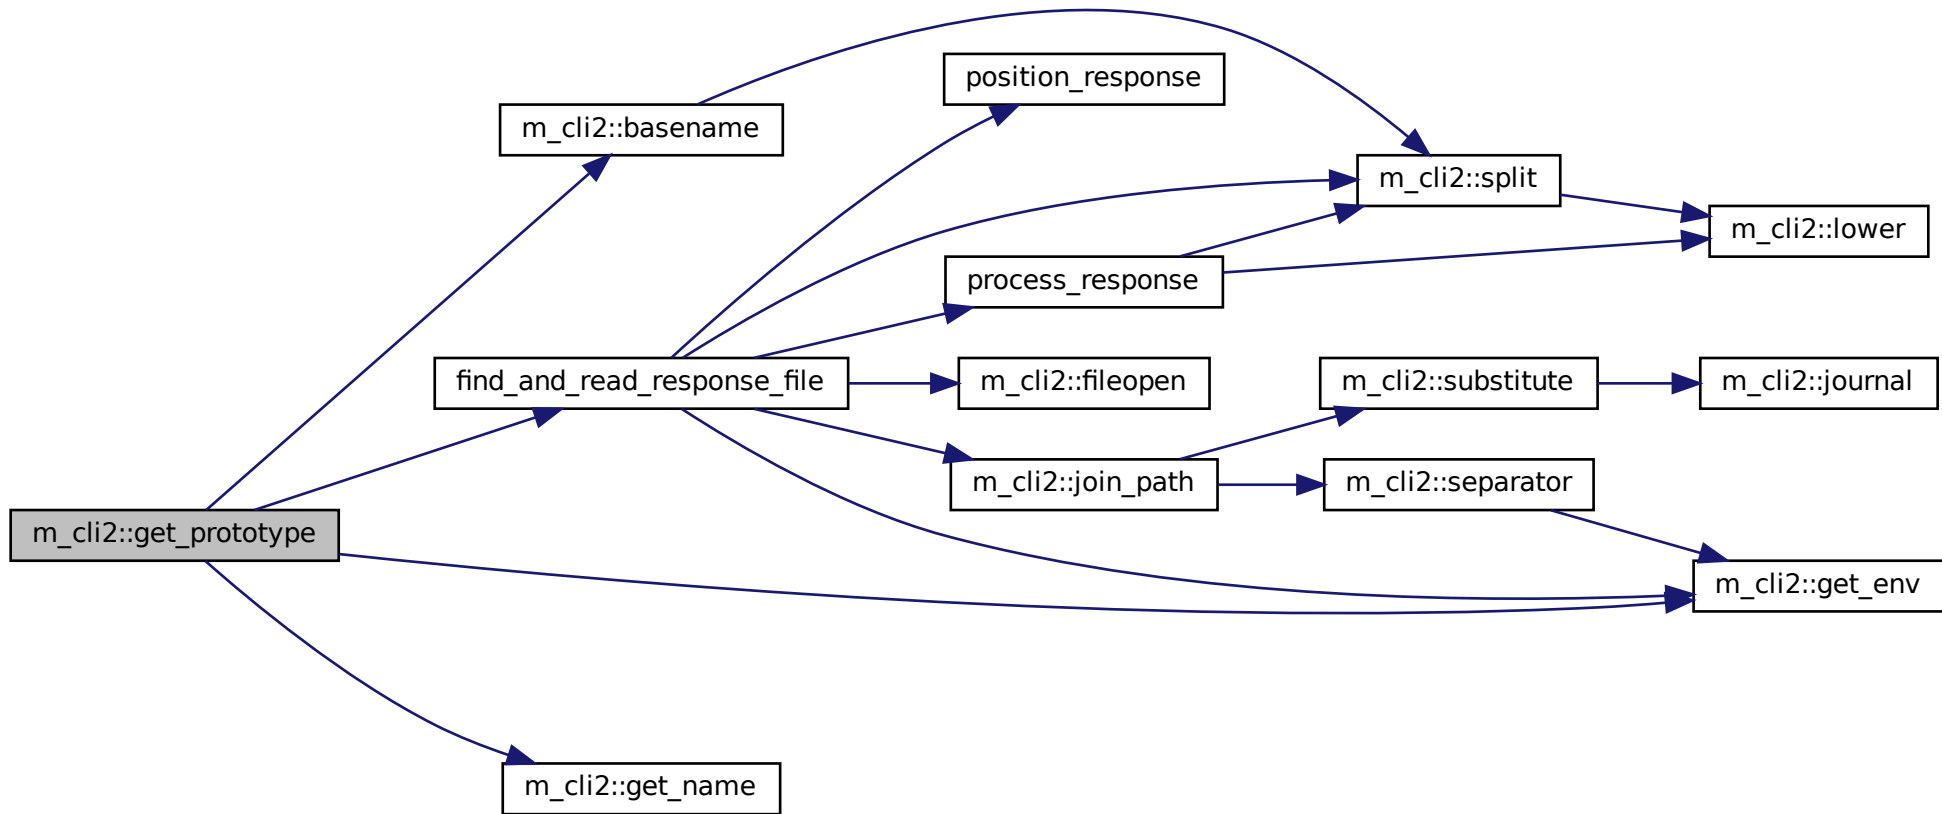 position_response
m_cli2::basename
m_cli2::split
m_cli2::lower
process_response
find_and_read_response_file
m_cli2::fileopen
m_cli2::substitute
m_cli2::journal
m_cli2::join_path
m_cli2::separator
m_cli2::get_prototype
m_cli2::get_env
m_cli2::get_name